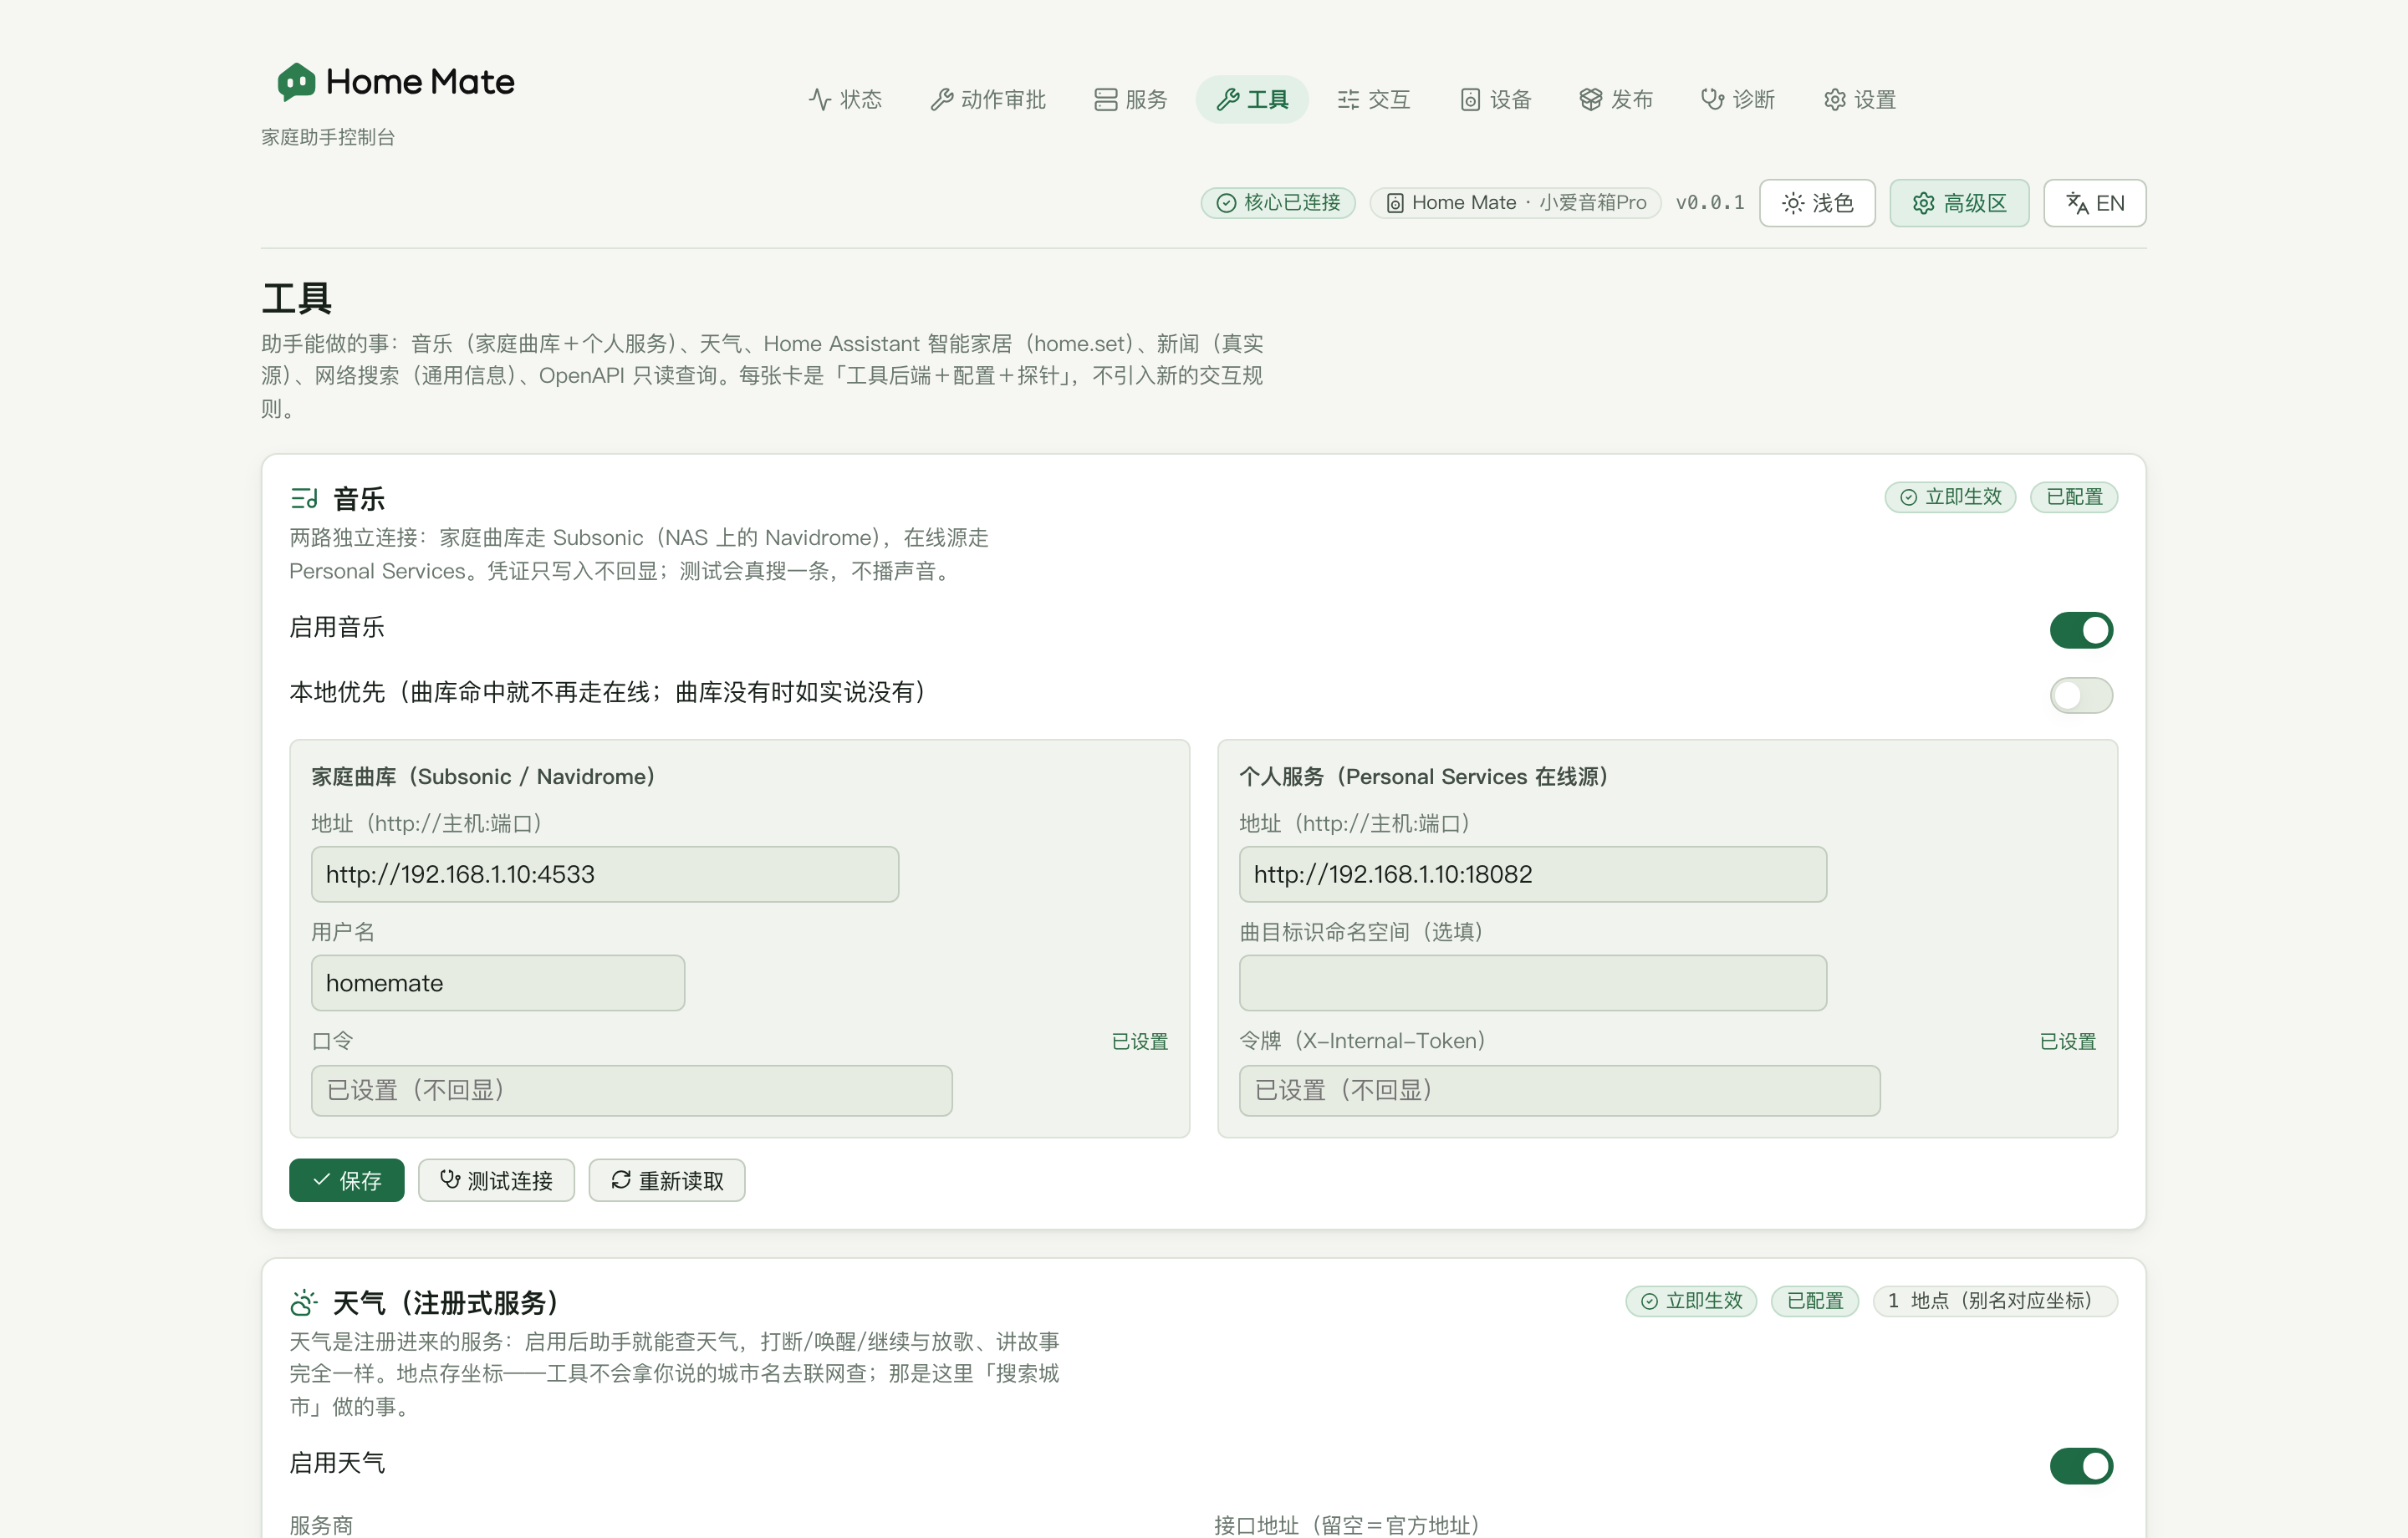 Home Mate
家庭助手控制台
状态 动作审批 服务 工具 交互 设备 发布 诊断 设置
核心已连接 Home Mate · 小爱音箱Pro v0.0.1 浅色 高级区 EN
工具
助手能做的事：音乐（家庭曲库＋个人服务）、天气、Home Assistant 智能家居（home.set）、新闻（真实
源）、网络搜索（通用信息）、OpenAPI 只读查询。每张卡是「工具后端＋配置＋探针」，不引入新的交互规
则。
音乐 立即生效 已配置
两路独立连接：家庭曲库走 Subsonic（NAS 上的 Navidrome），在线源走
Personal Services。凭证只写入不回显；测试会真搜一条，不播声音。
启用音乐
本地优先（曲库命中就不再走在线；曲库没有时如实说没有）
家庭曲库（Subsonic / Navidrome）
地址（http://主机:端口）
http://192.168.1.10:4533
用户名
homemate
口令 已设置
已设置（不回显）
个人服务（Personal Services 在线源）
地址（http://主机:端口）
http://192.168.1.10:18082
曲目标识命名空间（选填）
令牌（X-Internal-Token） 已设置
已设置（不回显）
保存 测试连接 重新读取
天气（注册式服务） 立即生效 已配置 1 地点（别名对应坐标）
天气是注册进来的服务：启用后助手就能查天气，打断/唤醒/继续与放歌、讲故事
完全一样。地点存坐标——工具不会拿你说的城市名去联网查；那是这里「搜索城
市」做的事。
启用天气
服务商 接口地址（留空＝官方地址）